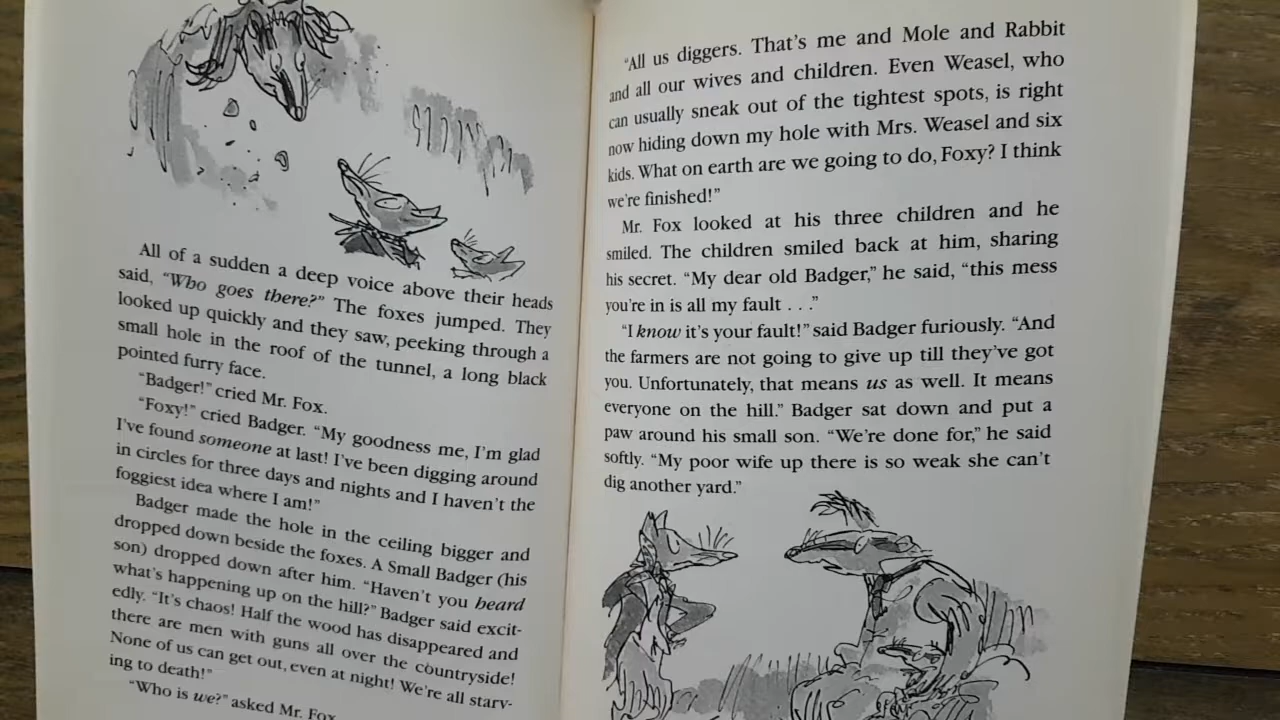 All of a sudden a deep voice above their heads
said, “Who goes there?” The foxes jumped. They
looked up quickly and they saw, peeking through a
small hole in the roof of the tunnel, a long black
pointed furry face.
“Badger!” cried Mr. Fox.
“Foxy!” cried Badger. “My goodness me, I’m glad
I’ve found someone at last! I’ve been digging around
in circles for three days and nights and I haven’t the
foggiest idea where I am!”
Badger made the hole in the ceiling bigger and
dropped down beside the foxes. A Small Badger (his
son) dropped down after him. “Haven’t you heard
what’s happening up on the hill?” Badger said excit-
edly. “It’s chaos! Half the wood has disappeared and
there are men with guns all over the countryside!
None of us can get out, even at night! We’re all starv-
ing to death!”
“Who is we?” asked Mr. Fox
“All us diggers. That’s me and Mole and Rabbit
and all our wives and children. Even Weasel, who
can usually sneak out of the tightest spots, is right
now hiding down my hole with Mrs. Weasel and six
kids. What on earth are we going to do, Foxy? I think
we’re finished!”
Mr. Fox looked at his three children and he
smiled. The children smiled back at him, sharing
his secret. “My dear old Badger,” he said, “this mess
you’re in is all my fault . . .”
“I know it’s your fault!” said Badger furiously. “And
the farmers are not going to give up till they’ve got
you. Unfortunately, that means us as well. It means
everyone on the hill.” Badger sat down and put a
paw around his small son. “We’re done for,” he said
softly. “My poor wife up there is so weak she can’t
dig another yard.”